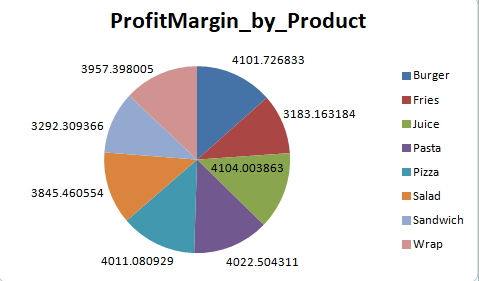 ProfitMargin_by_Product
4101.726833
3183.163184
4104.003863
4022.504311
4011.080929
3845.460554
3292.309366
3957.398005
Burger
Fries
Juice
Pasta
Pizza
Salad
Sandwich
Wrap